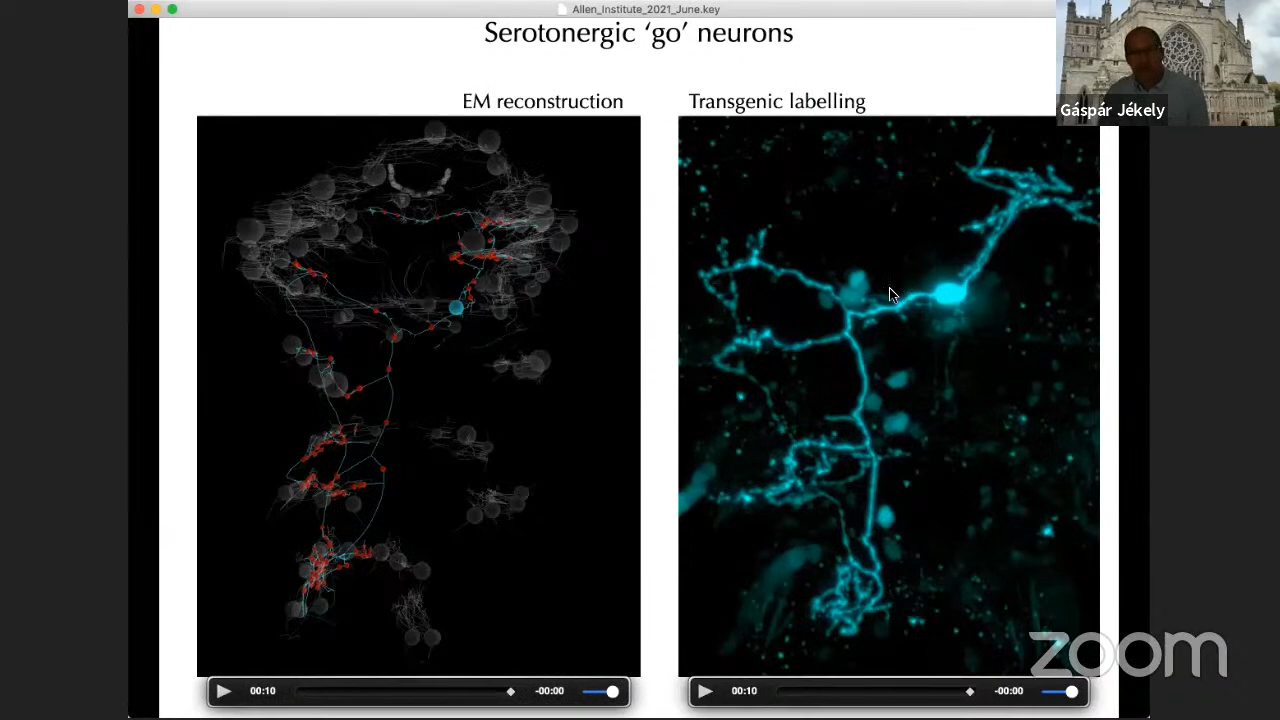 Allen_Institute_2021_June.key
Serotonergic ‘go’ neurons
EM reconstruction
Transgenic labelling
Gáspár Jékely
00:10
-00:00
00:10
-00:00
zoom